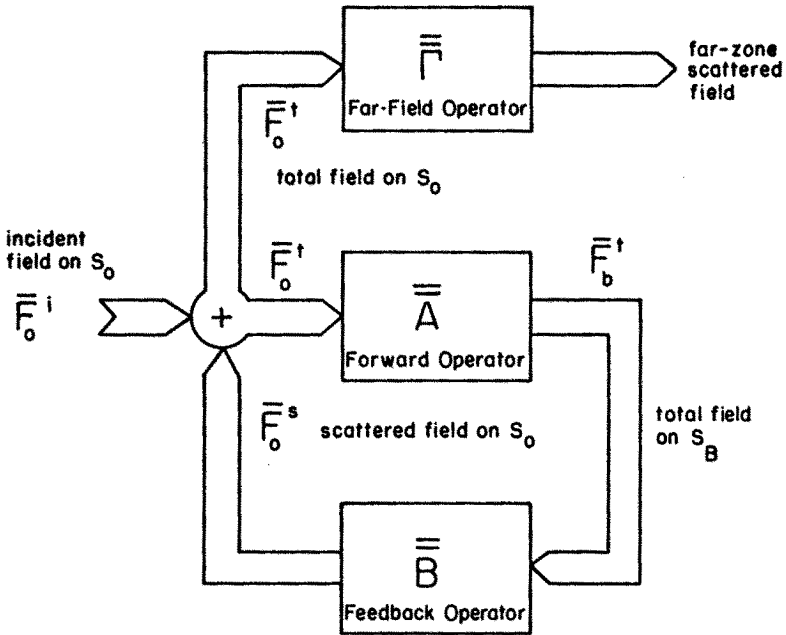 Γ̿
Far-Field Operator
far-zone
scattered
field
F̿ₒᵗ
total field on Sₒ
incident
field on Sₒ
F̿ₒⁱ
+
F̿ₒᵗ
A̿
Forward Operator
F̿_bᵗ
F̿ₒˢ scattered field on Sₒ
total field
on S_B
B̿
Feedback Operator